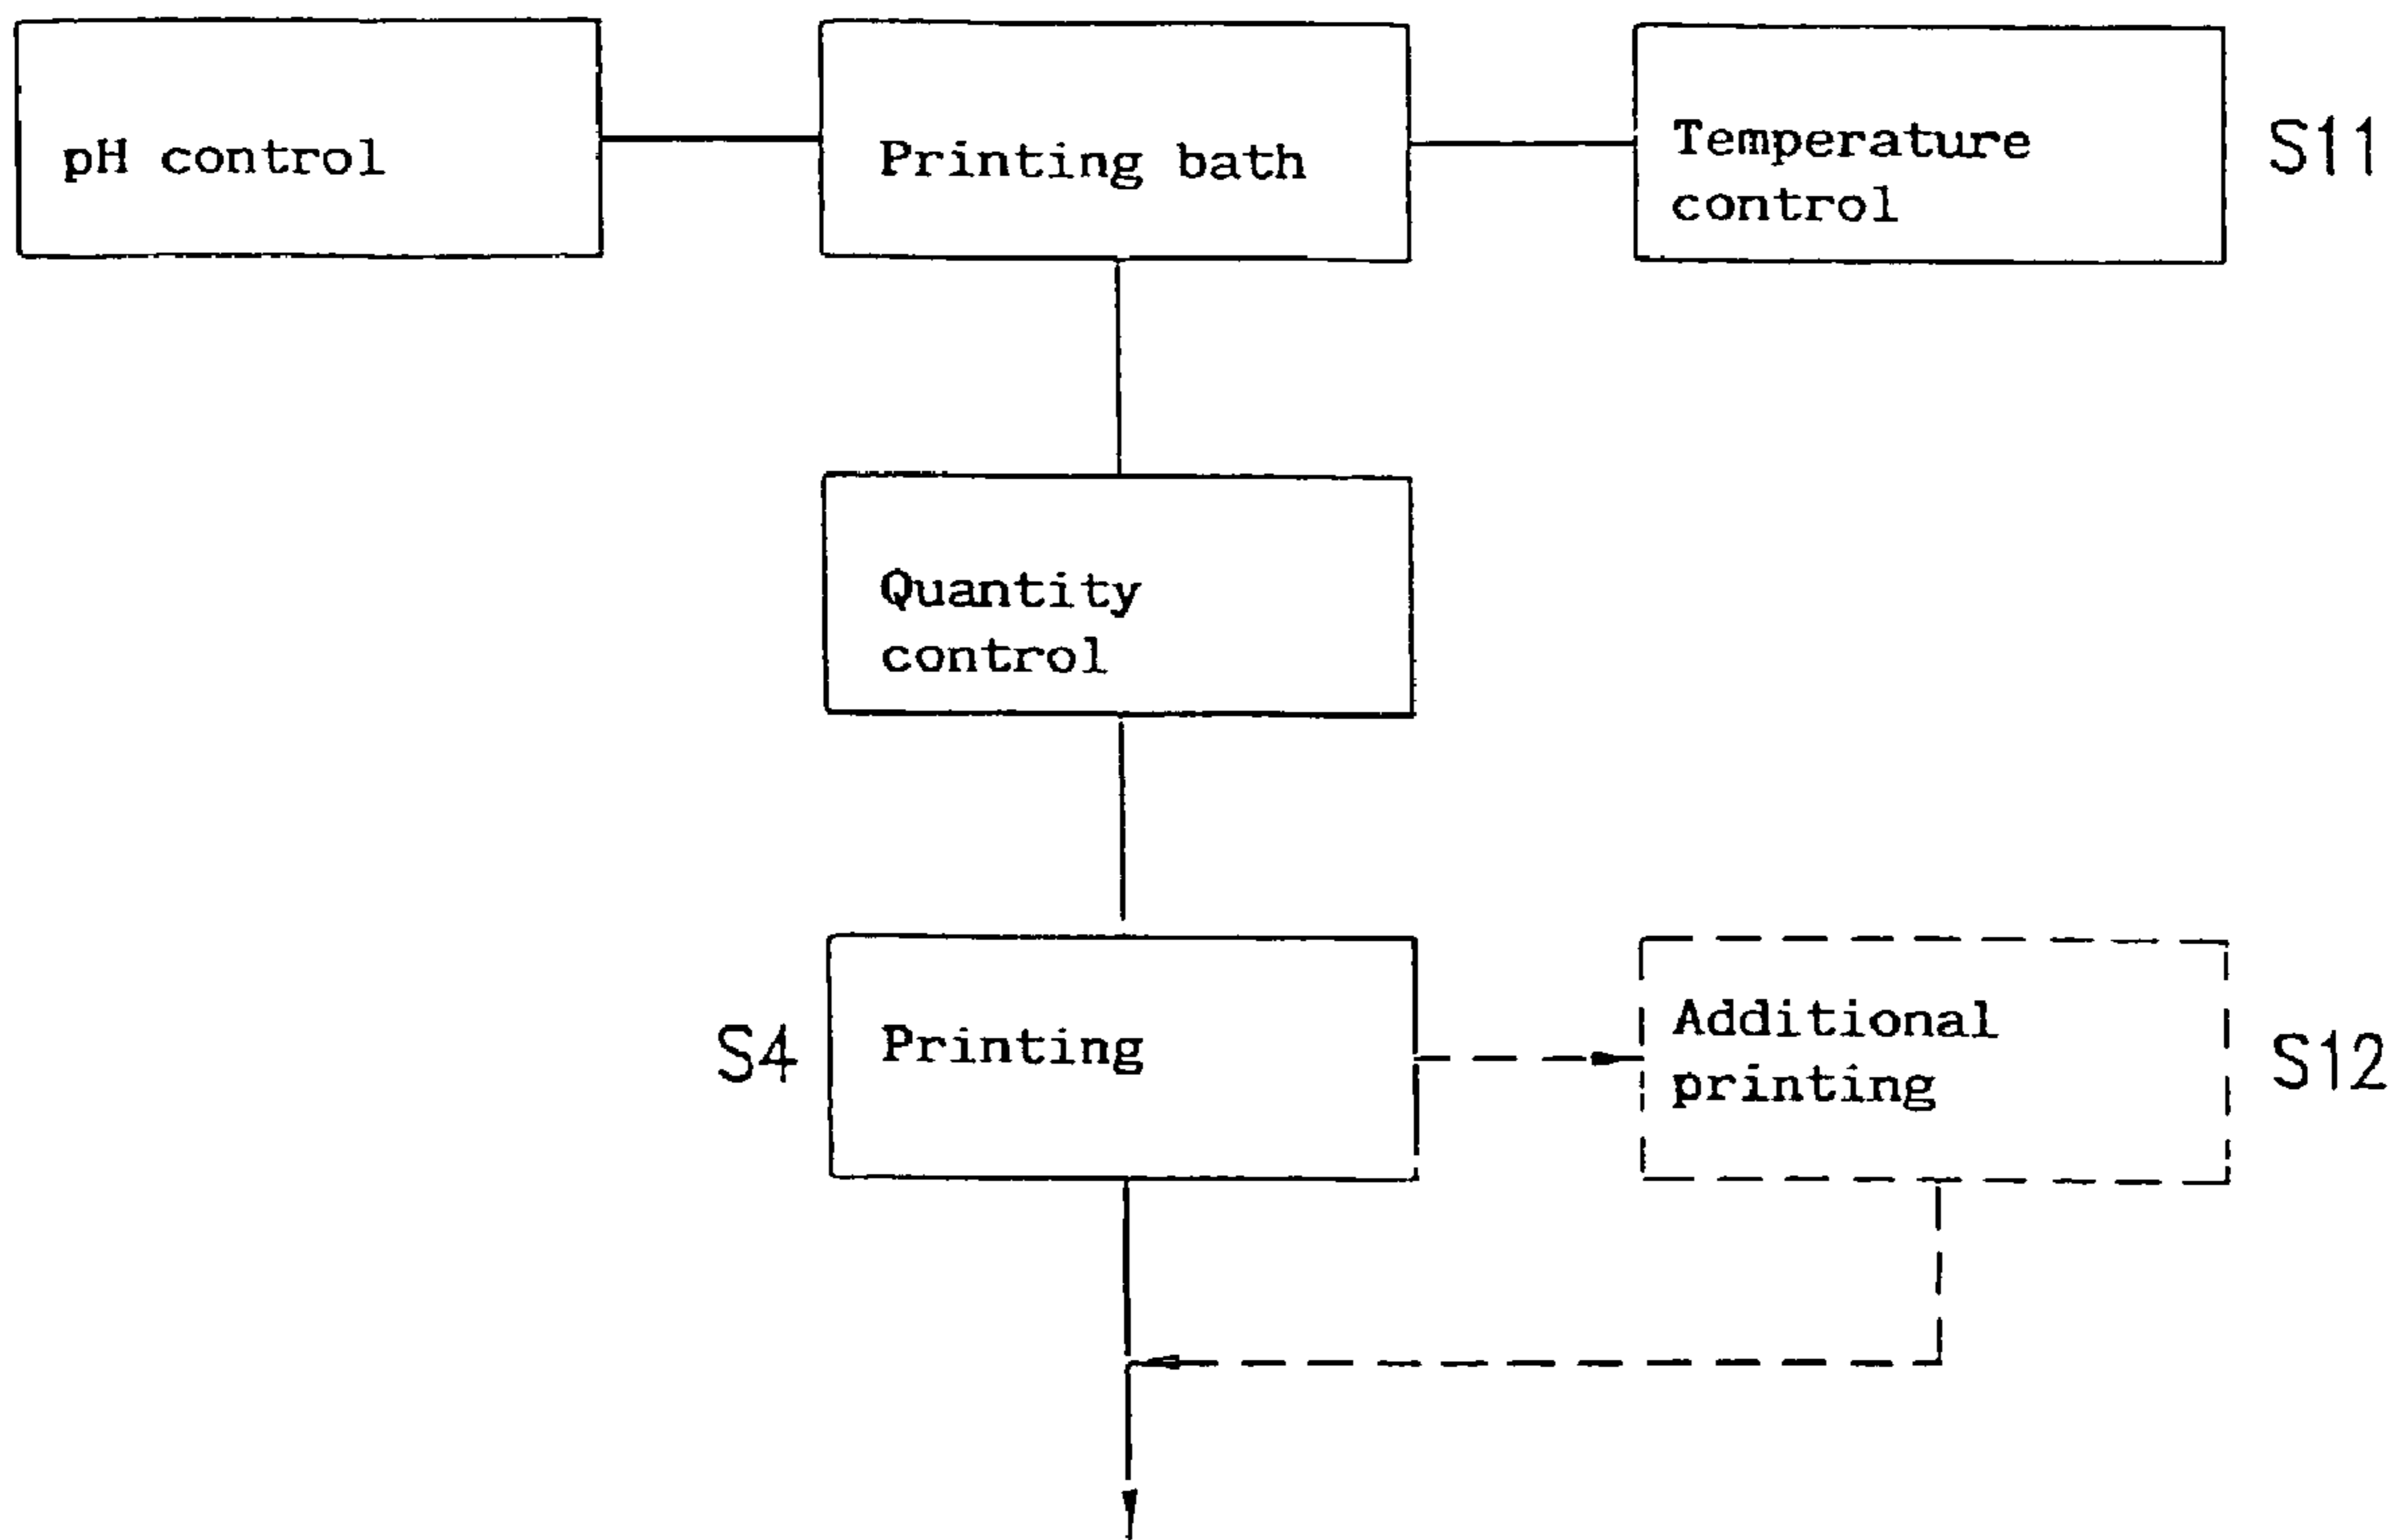 pH control
Printing bath
Temperature
control
S11
Quantity
control
S4
Printing
Additional
printing
S12